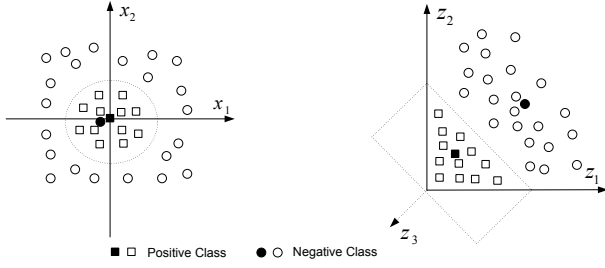 x₂
x₁
z₂
z₁
z₃
Positive Class
Negative Class